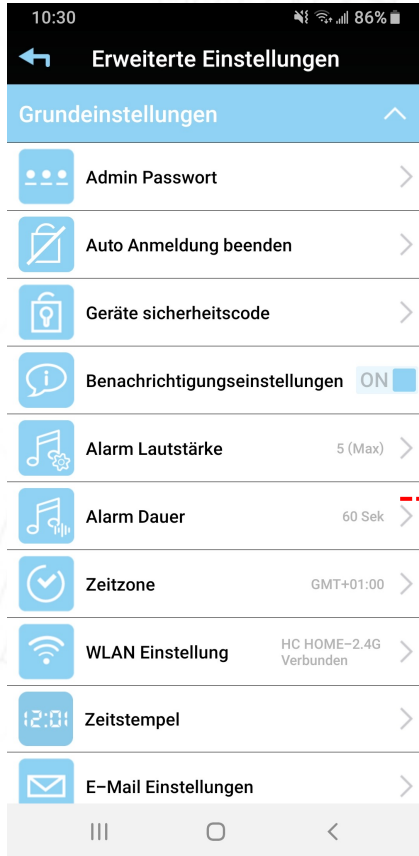 10:30
86%
Erweiterte Einstellungen
Grundeinstellungen
Admin Passwort
Auto Anmeldung beenden
Geräte sicherheitscode
Benachrichtigungseinstellungen ON
Alarm Lautstärke 5 (Max)
Alarm Dauer 60 Sek
Zeitzone GMT+01:00
WLAN Einstellung HC HOME-2.4G
Verbunden
12:01 Zeitstempel
E-Mail Einstellungen